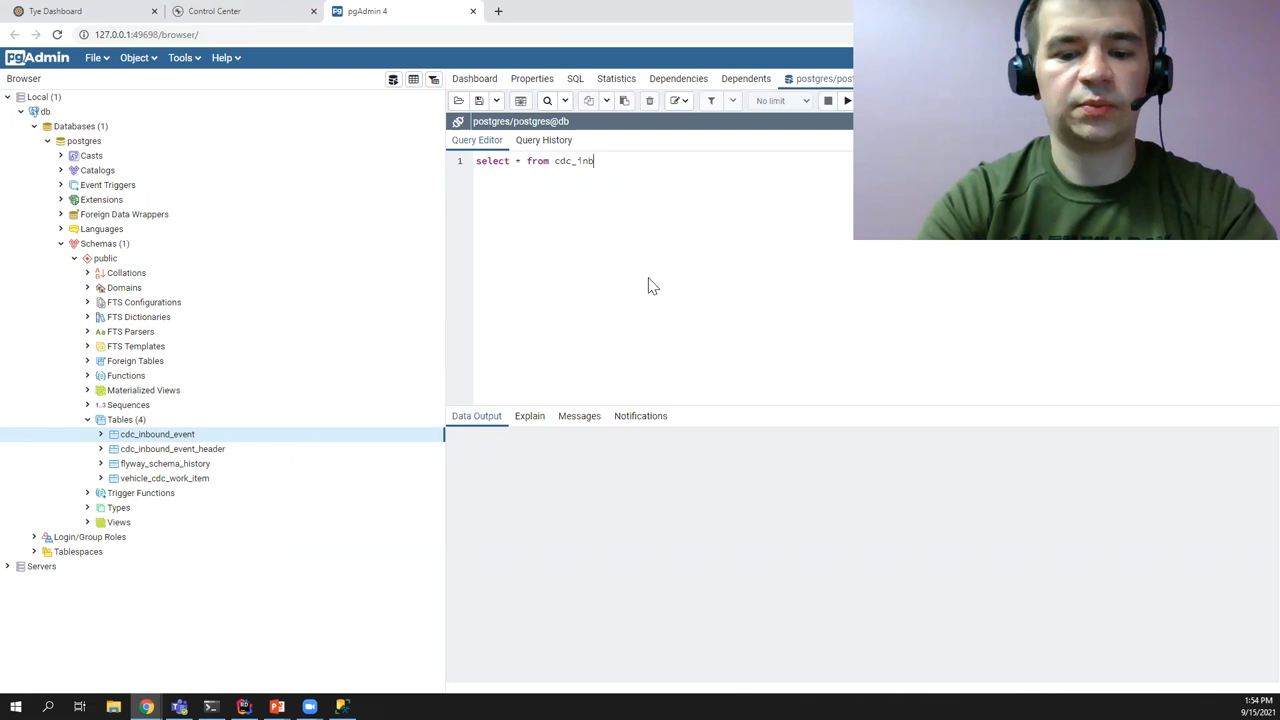 Tye Dashboard
Control Center
pgAdmin 4
127.0.0.1:49698/browser/
pgAdmin File Object Tools Help
Browser
Dashboard Properties SQL Statistics Dependencies Dependents postgres/pos
No limit
postgres/postgres@db
Query Editor Query History
1 select * from cdc_inb
Local (1)
db
Databases (1)
postgres
Casts
Catalogs
Event Triggers
Extensions
Foreign Data Wrappers
Languages
Schemas (1)
public
Collations
Domains
FTS Configurations
FTS Dictionaries
FTS Parsers
FTS Templates
Foreign Tables
Functions
Materialized Views
Sequences
Tables (4)
cdc_inbound_event
cdc_inbound_event_header
flyway_schema_history
vehicle_cdc_work_item
Trigger Functions
Types
Views
Login/Group Roles
Tablespaces
Servers
Data Output Explain Messages Notifications
1:54 PM
9/15/2021